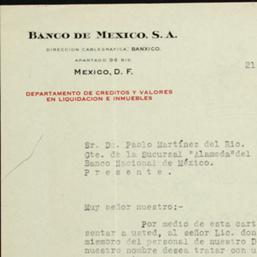 BANCO DE MEXICO, S. A.
DIRECCION CABLEGRAFICA, BANXICO.
APARTADO 98 BIS
MEXICO, D. F.
21
DEPARTAMENTO DE CREDITOS Y VALORES
EN LIQUIDACION E INMUEBLES
Sr. Dn. Paolo Martínez del Río.
Gte. de la Sucursal "Alameda"del
Banco Nacional de México.
P r e s e n t e .
Muy señor nuestro:-
Por medio de esta cart
sentar a usted, al señor Lic. don
miembro del personal de nuestro D
nuestro nombre desea tratar con u